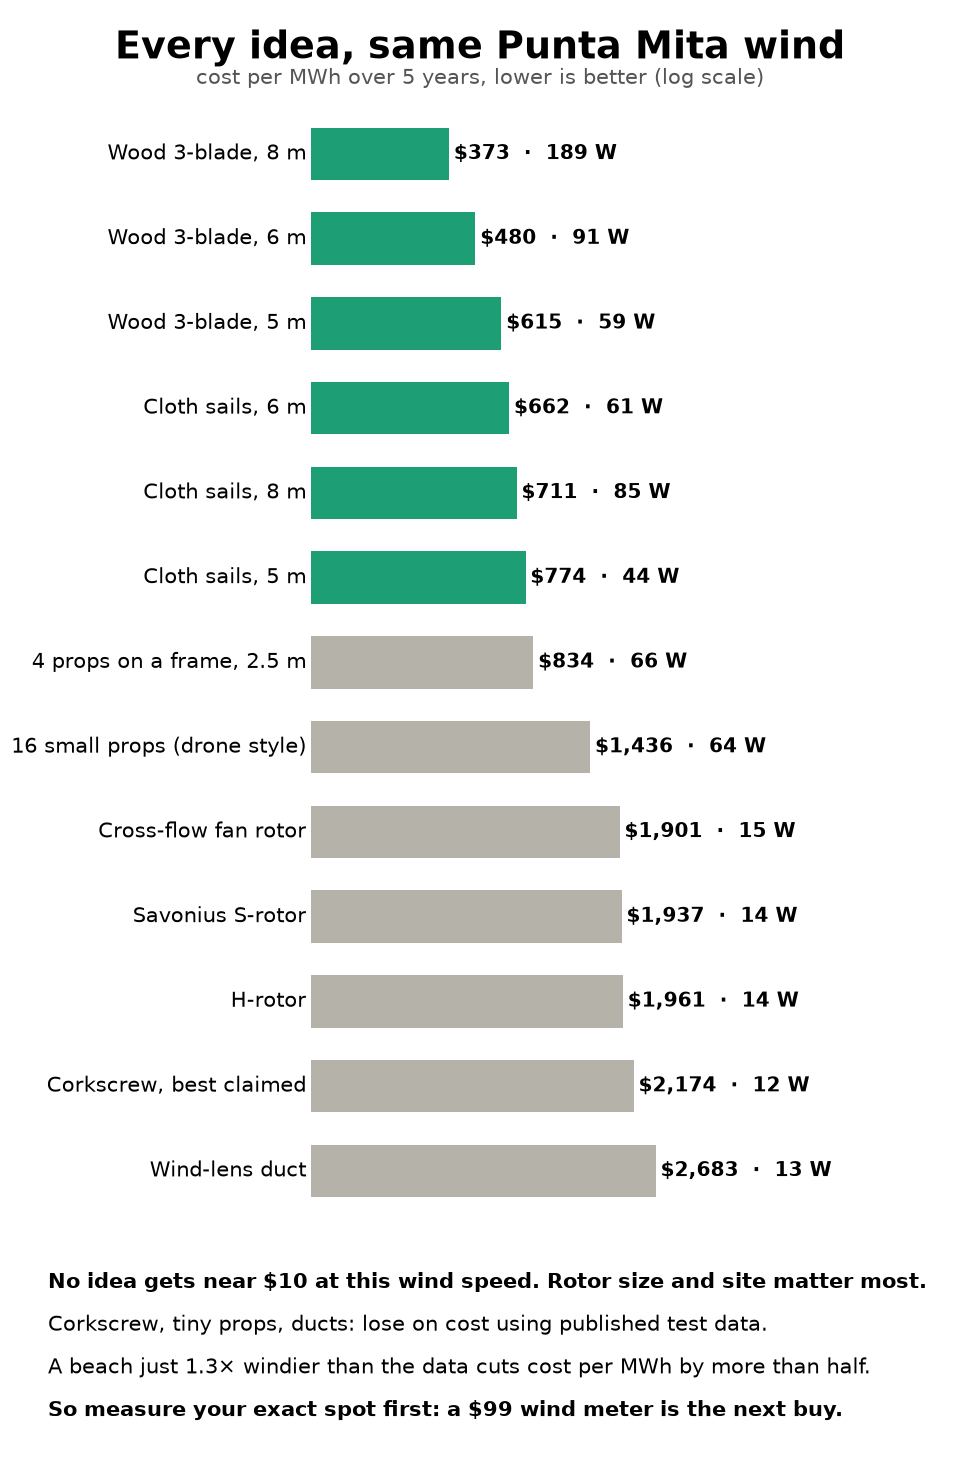 Every idea, same Punta Mita wind
cost per MWh over 5 years, lower is better (log scale)
Wood 3-blade, 8 m $373 · 189 W
Wood 3-blade, 6 m $480 · 91 W
Wood 3-blade, 5 m $615 · 59 W
Cloth sails, 6 m $662 · 61 W
Cloth sails, 8 m $711 · 85 W
Cloth sails, 5 m $774 · 44 W
4 props on a frame, 2.5 m $834 · 66 W
16 small props (drone style) $1,436 · 64 W
Cross-flow fan rotor $1,901 · 15 W
Savonius S-rotor $1,937 · 14 W
H-rotor $1,961 · 14 W
Corkscrew, best claimed $2,174 · 12 W
Wind-lens duct $2,683 · 13 W
No idea gets near $10 at this wind speed. Rotor size and site matter most.
Corkscrew, tiny props, ducts: lose on cost using published test data.
A beach just 1.3× windier than the data cuts cost per MWh by more than half.
So measure your exact spot first: a $99 wind meter is the next buy.